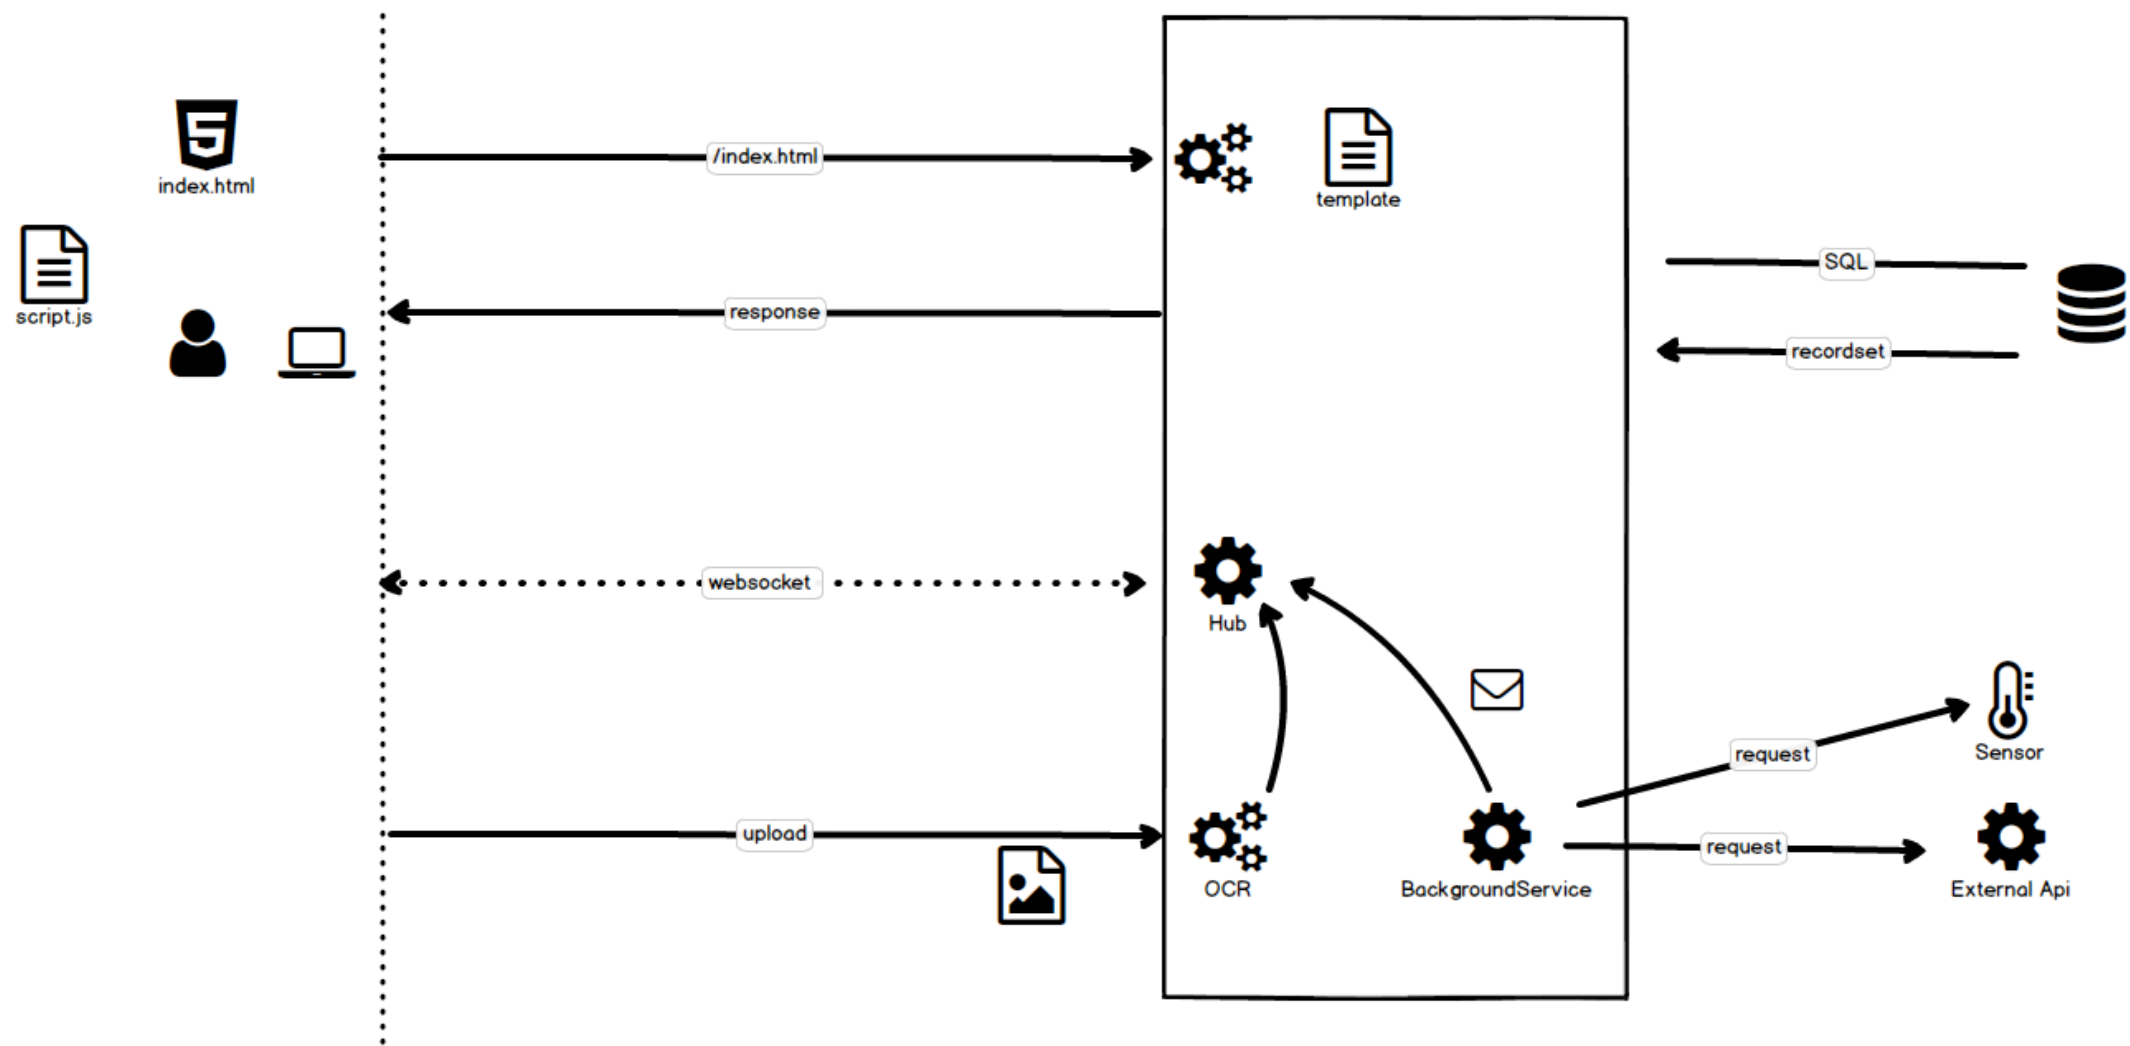 index.html
/index.html
template
script.js
response
SQL
recordset
websocket
Hub
request
Sensor
upload
request
OCR
BackgroundService
External Api